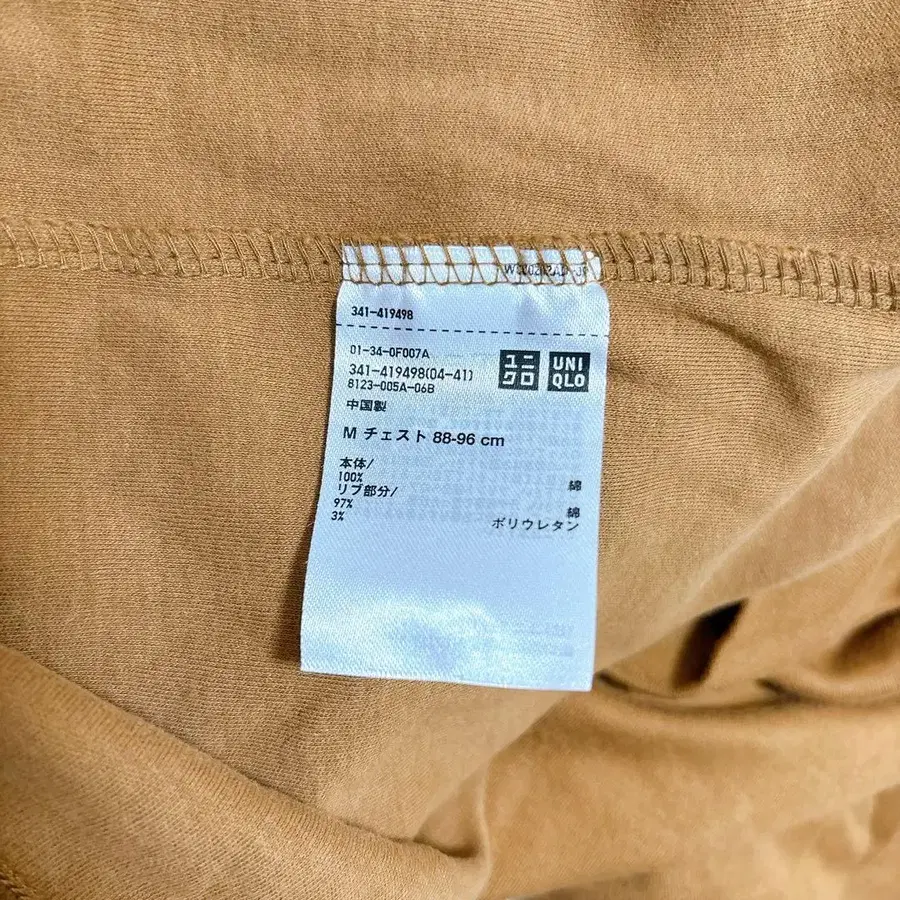 341-419498
01-34-0F007A
341-419498(04-41)
8123-005A-06B
ユニクロ
UNIQLO
中国製
M チェスト 88-96 cm
本体/
100% 綿
リブ部分/
97% 綿
3% ポリウレタン